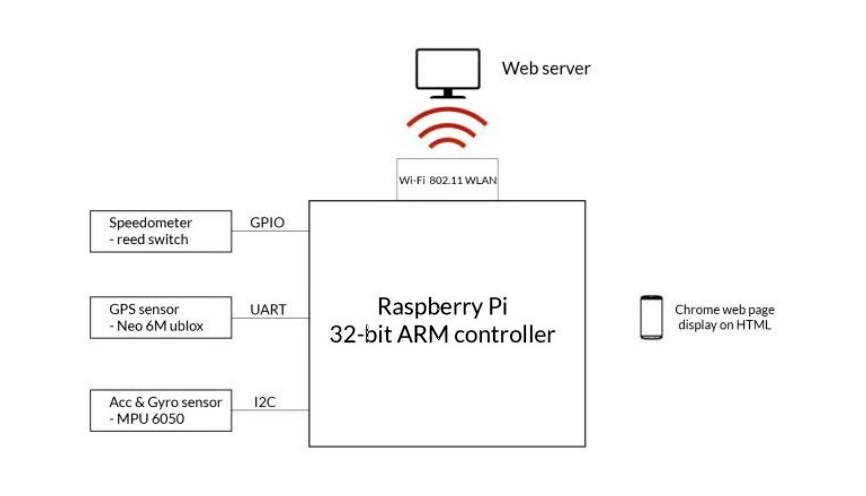 Web server
Wi-Fi 802.11 WLAN
Speedometer
- reed switch
GPIO
GPS sensor
- Neo 6M ublox
UART
Acc & Gyro sensor
- MPU 6050
I2C
Raspberry Pi
32-bit ARM controller
Chrome web page
display on HTML